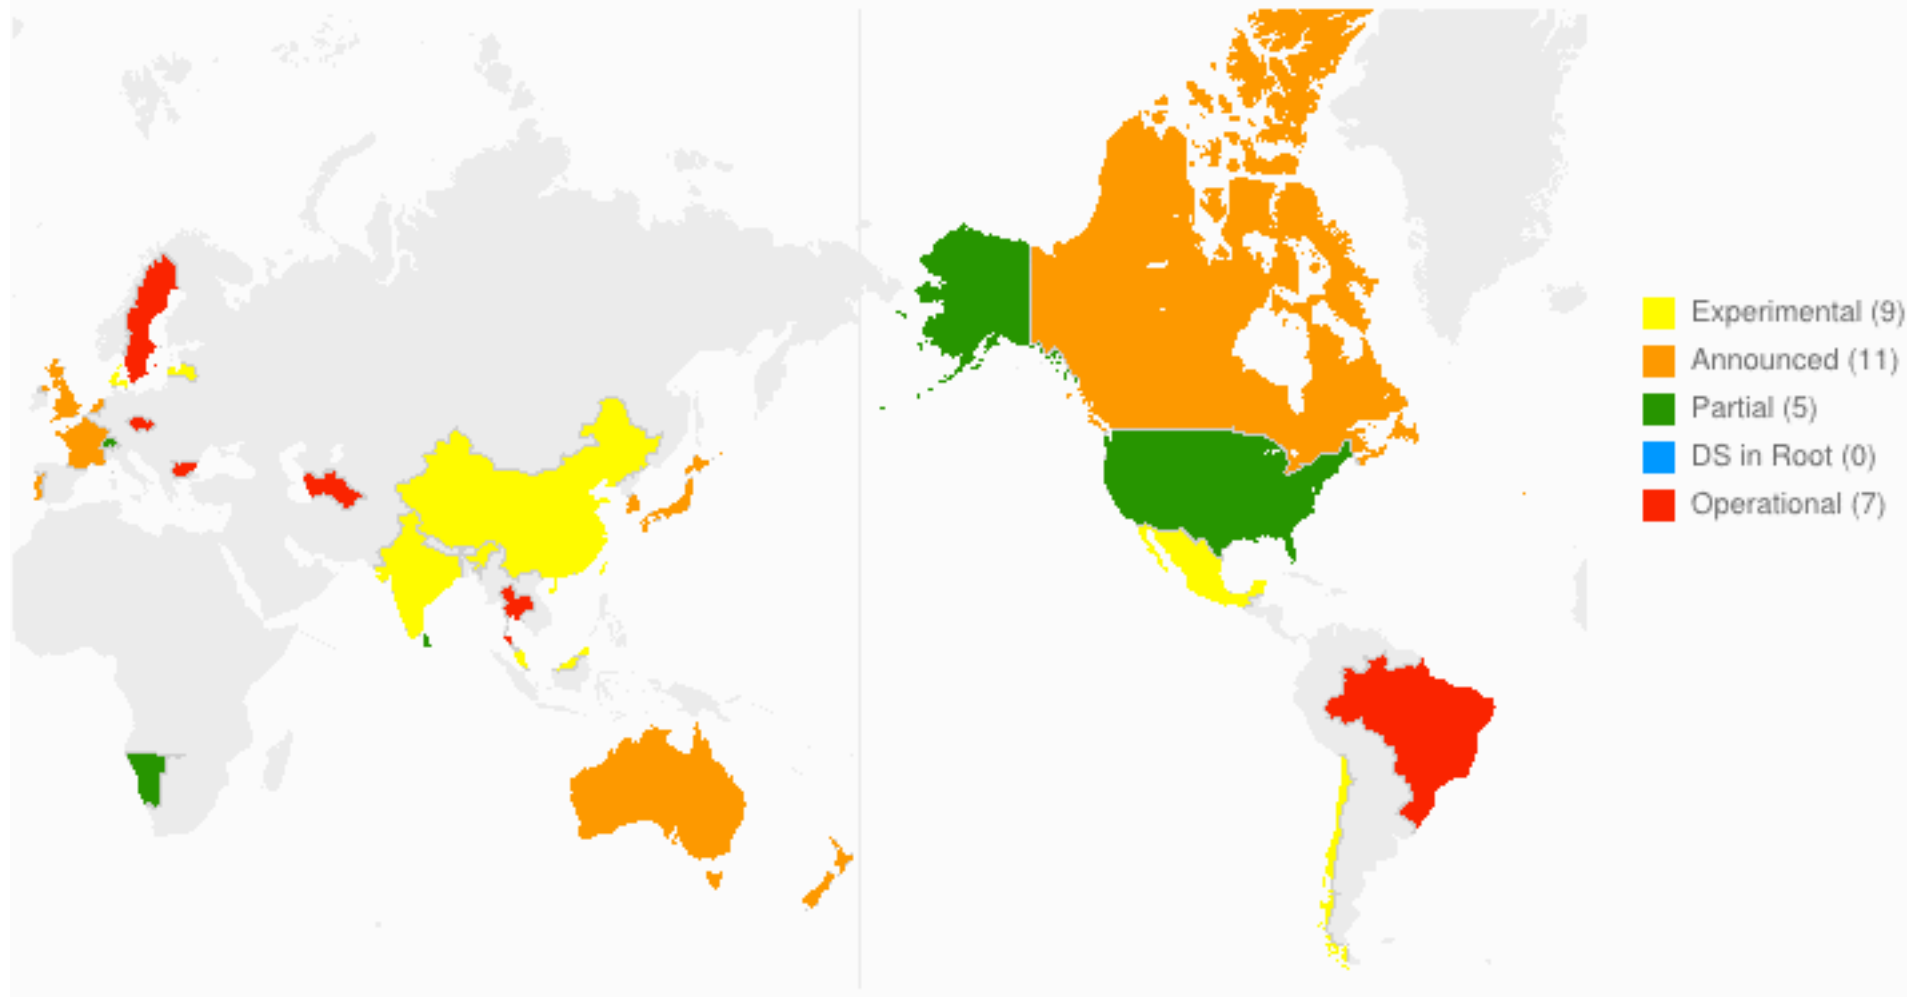 Experimental (9)
Announced (11)
Partial (5)
DS in Root (0)
Operational (7)